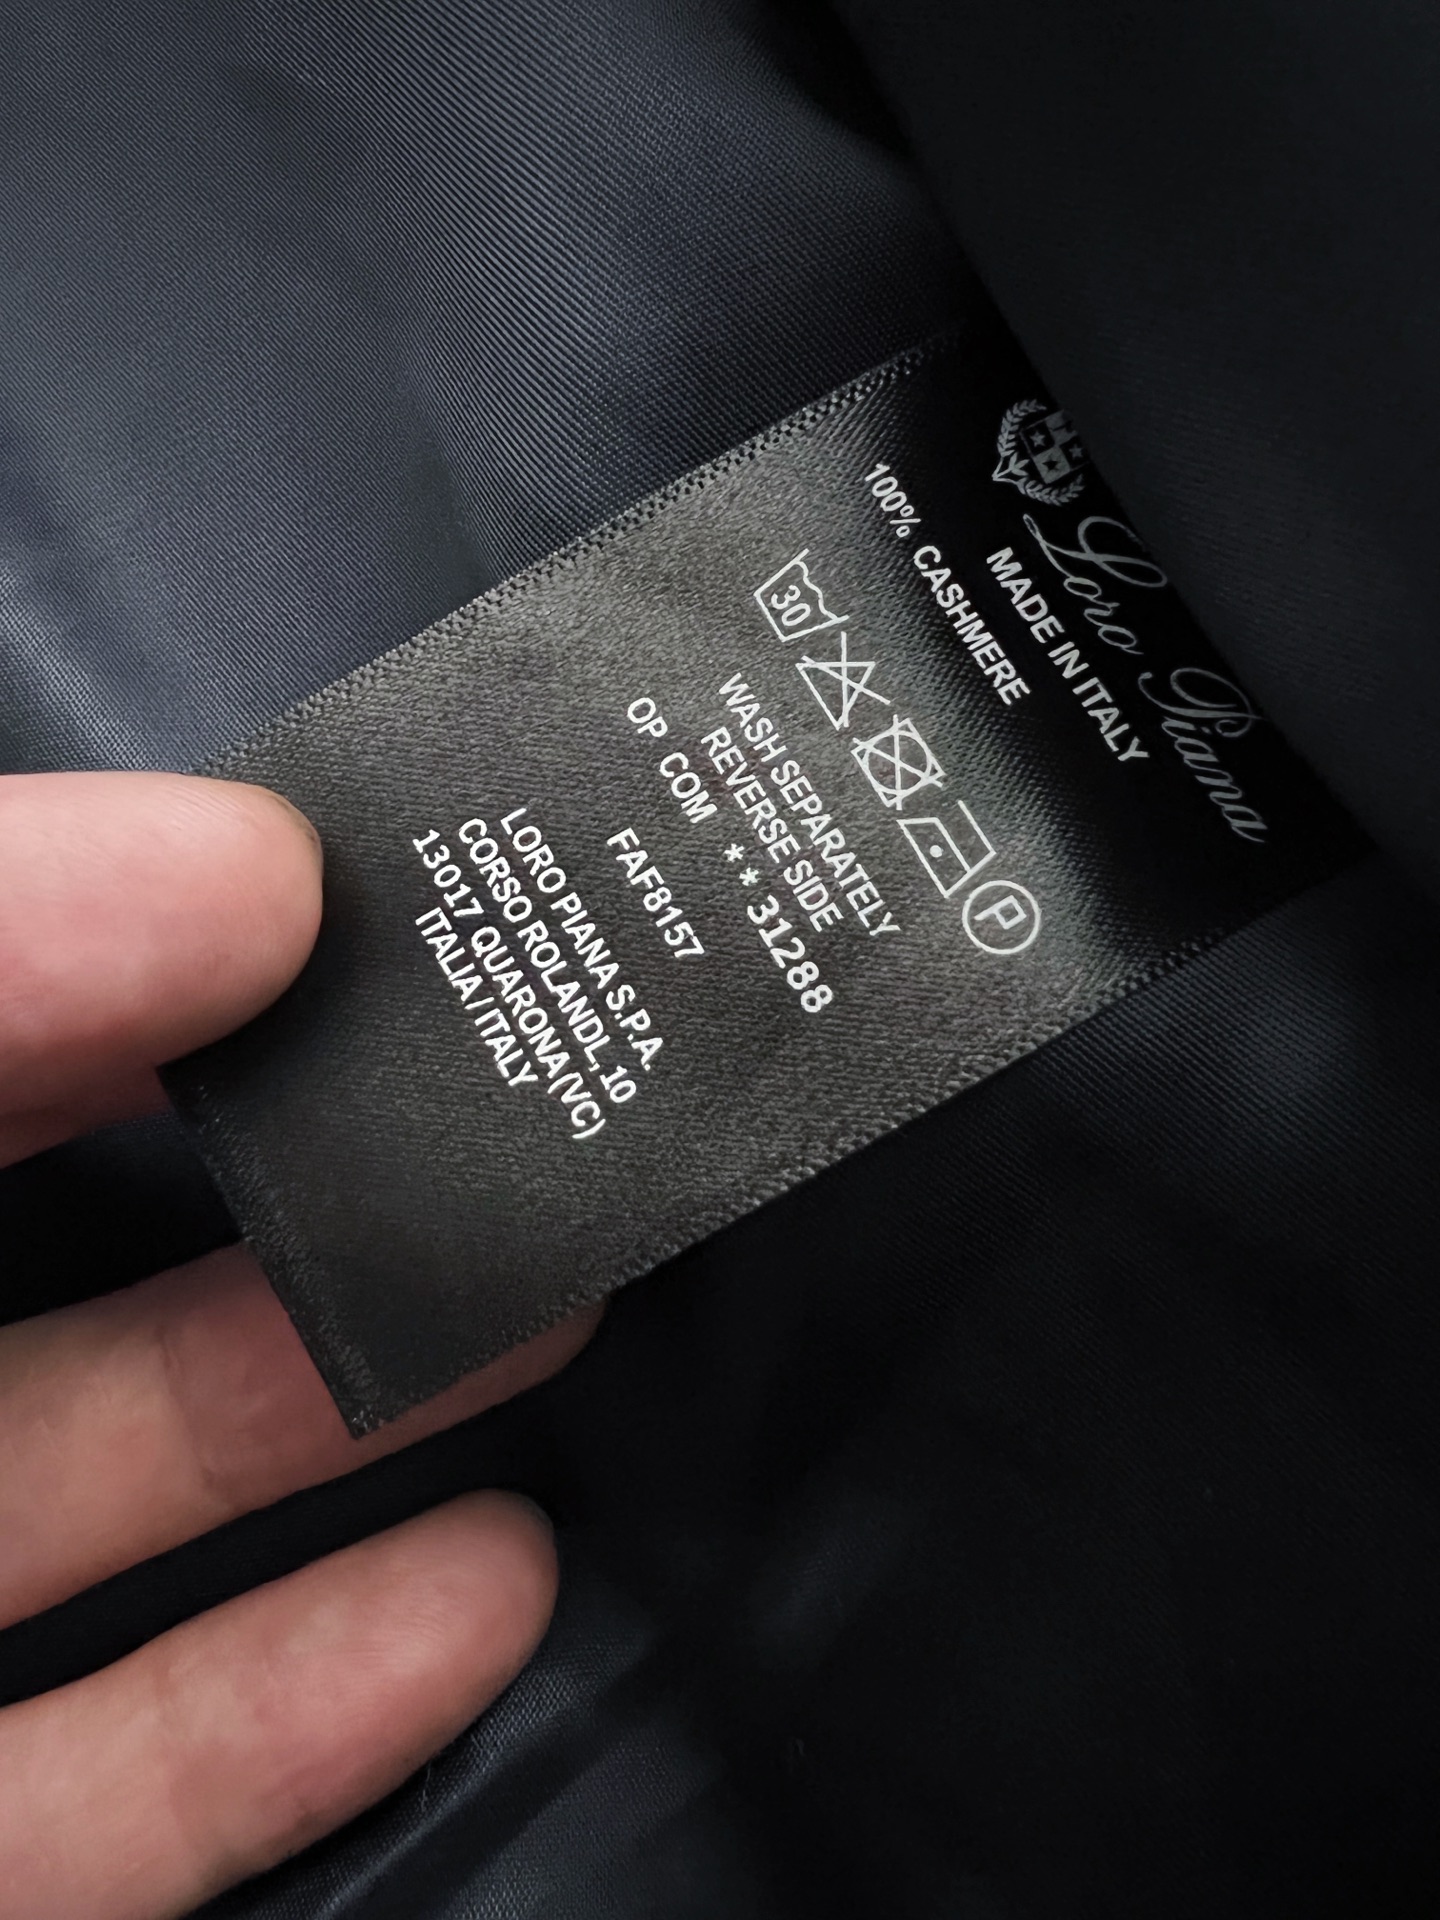 Loro Piana
MADE IN ITALY
100% CASHMERE
30
P
WASH SEPARATELY
REVERSE SIDE
OP COM **31288
FAF8157
LORO PIANA S.P.A.
CORSO ROLANDI, 10
13017 QUARONA(VC)
ITALIA/ITALY